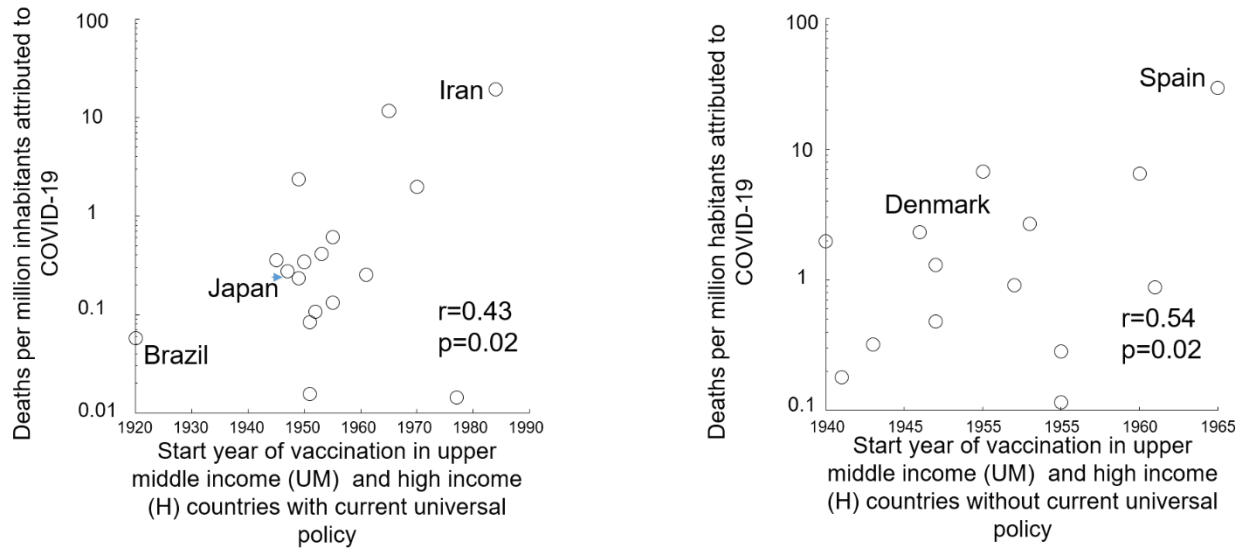 Deaths per million inhabitants attributed to
COVID-19
100
10
1
0.1
0.01
Iran
Japan
Brazil
r=0.43
p=0.02
1920 1930 1940 1950 1960 1970 1980 1990
Start year of vaccination in upper
middle income (UM) and high income
(H) countries with current universal
policy
Deaths per million habitants attributed to
COVID-19
100
10
1
0.1
Spain
Denmark
r=0.54
p=0.02
1940 1945 1955 1955 1960 1965
Start year of vaccination in upper
middle income (UM) and high income
(H) countries without current universal
policy